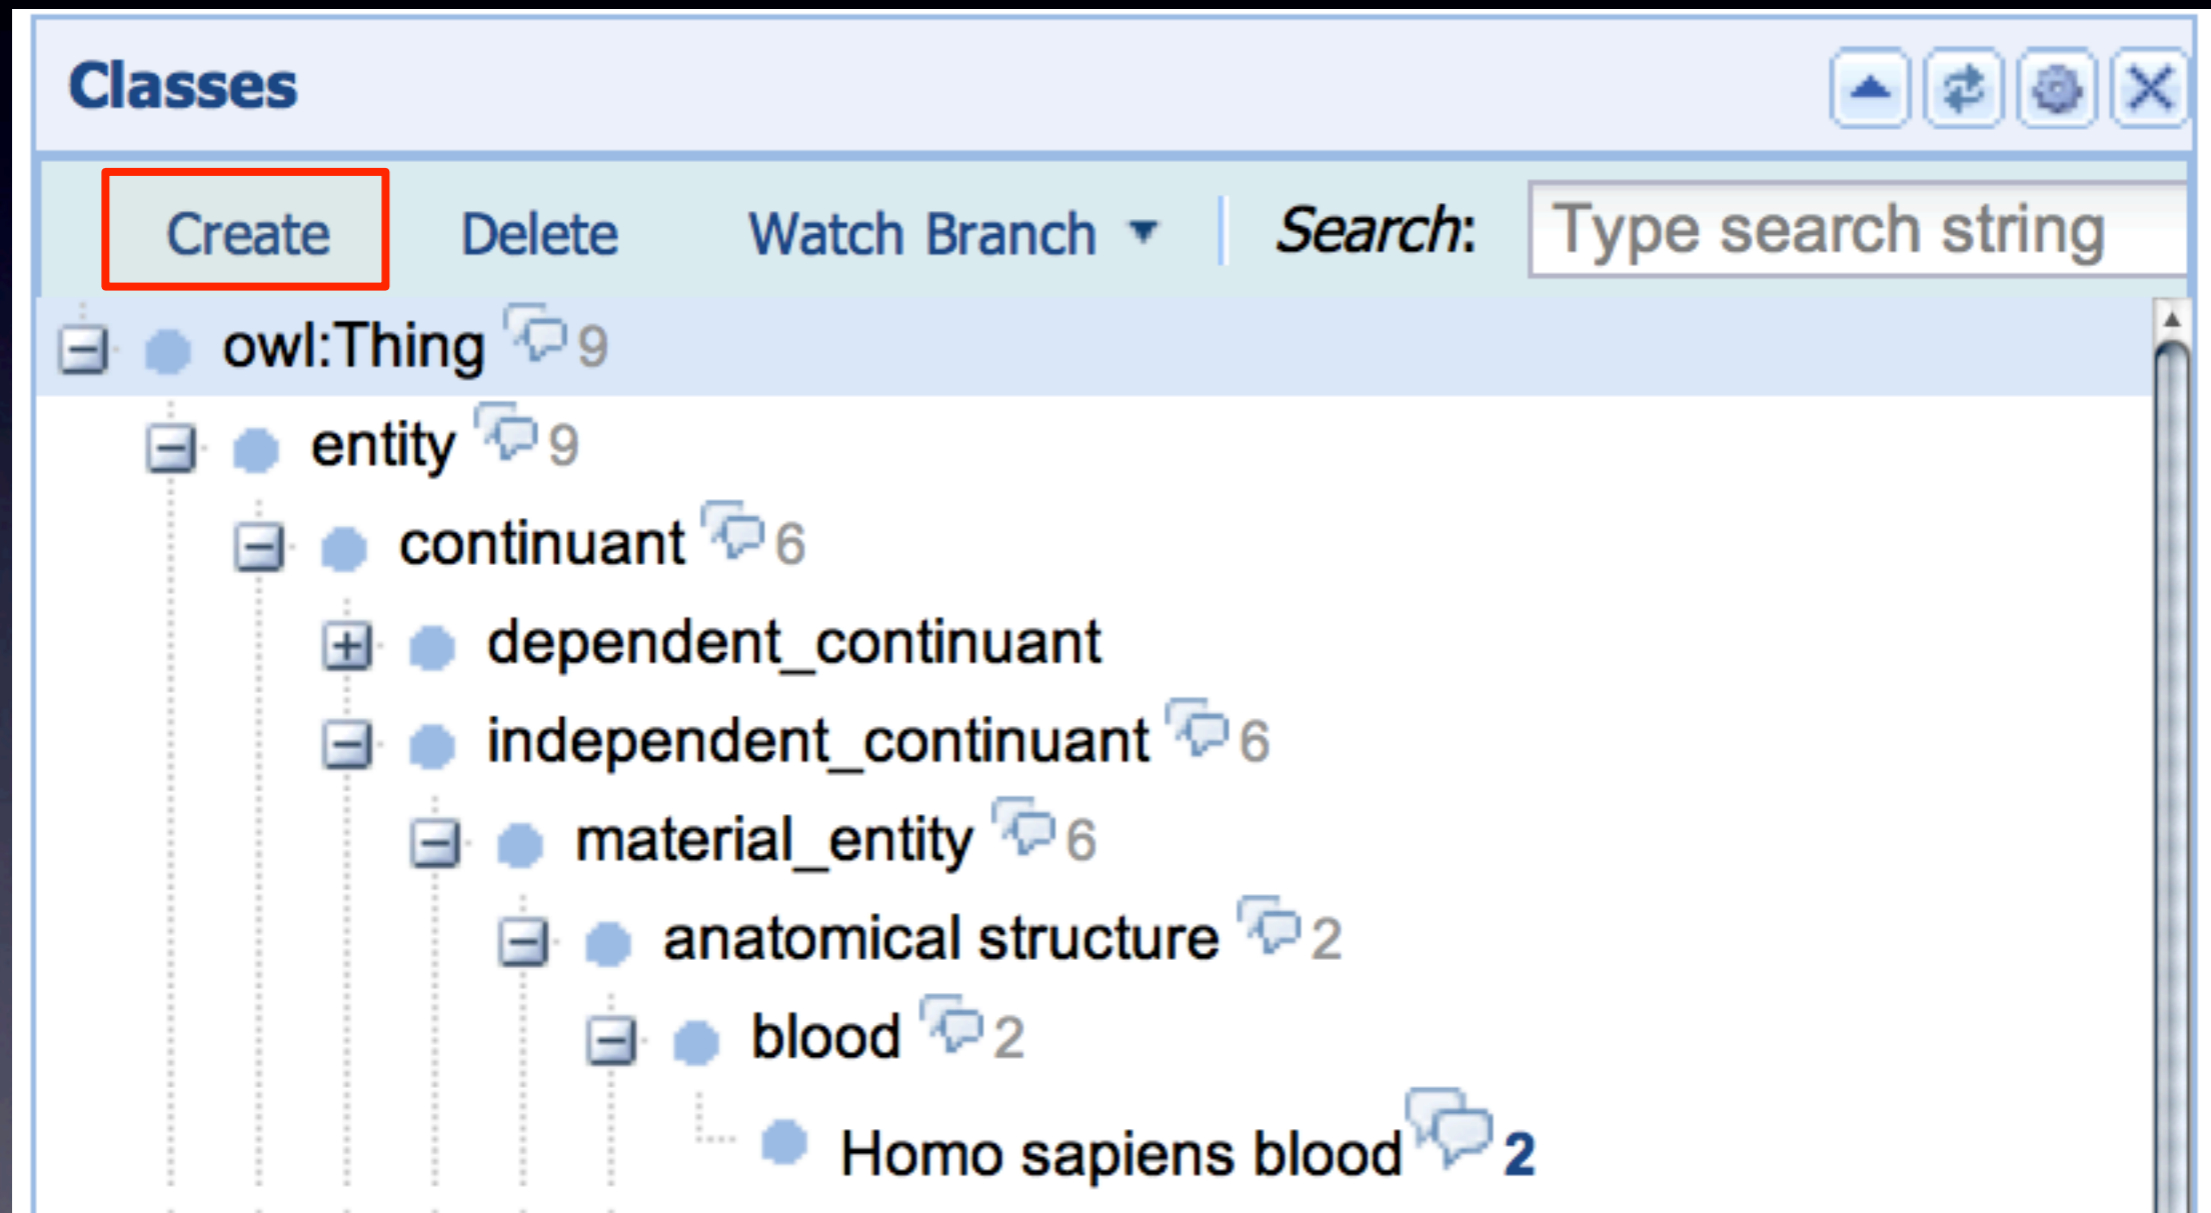 Classes
Create Delete Watch Branch Search: Type search string
owl:Thing 9
entity 9
continuant 6
dependent_continuant
independent_continuant 6
material_entity 6
anatomical structure 2
blood 2
Homo sapiens blood 2